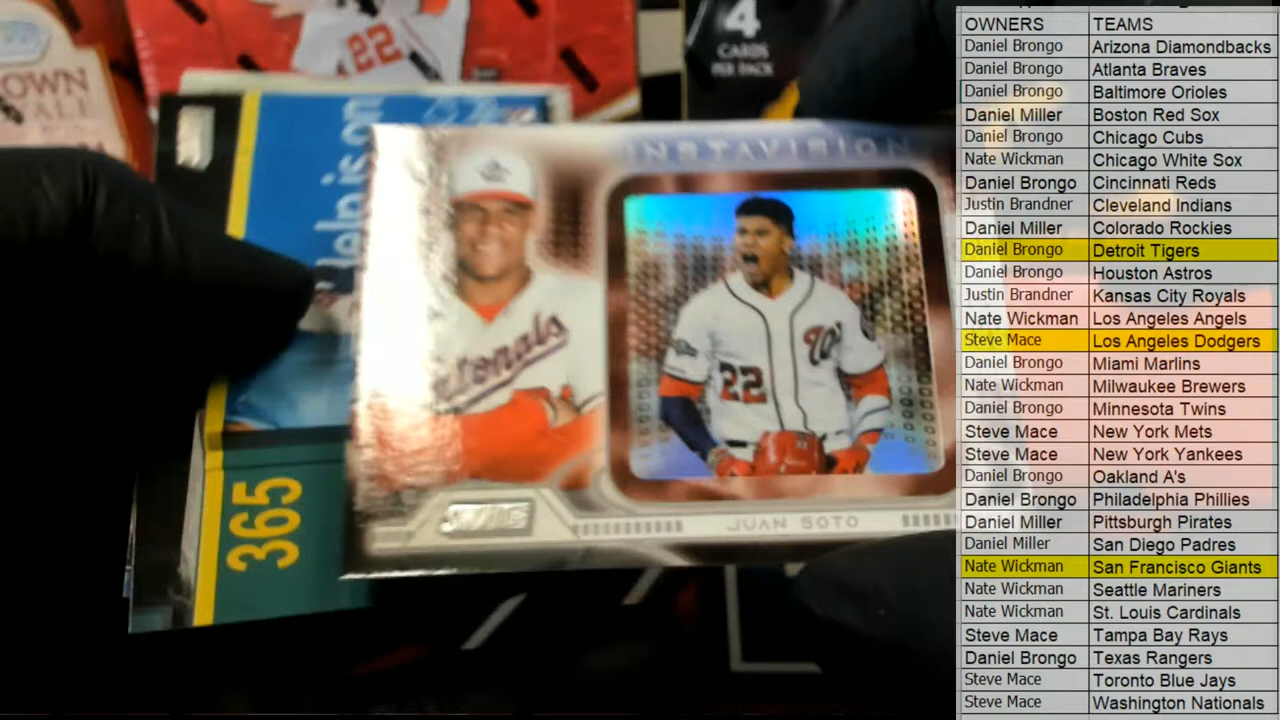 OWNERS TEAMS
Daniel Brongo Arizona Diamondbacks
Daniel Brongo Atlanta Braves
Daniel Brongo Baltimore Orioles
Daniel Miller Boston Red Sox
Daniel Brongo Chicago Cubs
Nate Wickman Chicago White Sox
Daniel Brongo Cincinnati Reds
Justin Brandner Cleveland Indians
Daniel Miller Colorado Rockies
Daniel Brongo Detroit Tigers
Daniel Brongo Houston Astros
Justin Brandner Kansas City Royals
Nate Wickman Los Angeles Angels
Steve Mace Los Angeles Dodgers
Daniel Brongo Miami Marlins
Nate Wickman Milwaukee Brewers
Daniel Brongo Minnesota Twins
Steve Mace New York Mets
Steve Mace New York Yankees
Daniel Brongo Oakland A's
Daniel Brongo Philadelphia Phillies
Daniel Miller Pittsburgh Pirates
Daniel Miller San Diego Padres
Nate Wickman San Francisco Giants
Nate Wickman Seattle Mariners
Nate Wickman St. Louis Cardinals
Steve Mace Tampa Bay Rays
Daniel Brongo Texas Rangers
Steve Mace Toronto Blue Jays
Steve Mace Washington Nationals
22
4
CARDS
PER PACK
INSTAVISION
22
JUAN SOTO
365